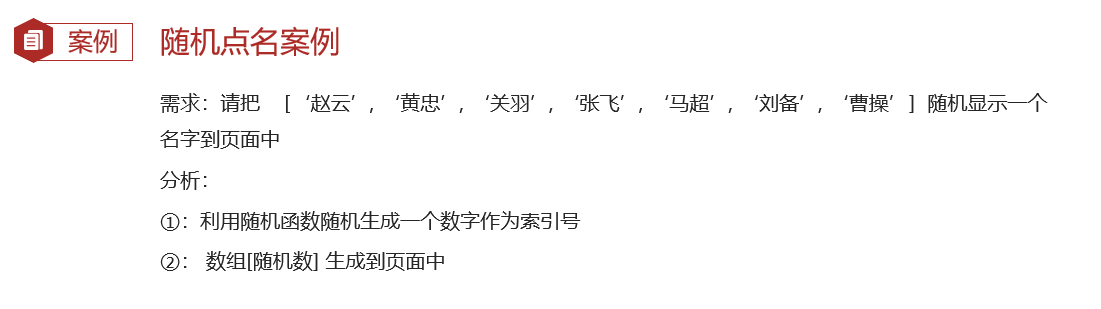 案例 随机点名案例
需求：请把 [‘赵云’, ‘黄忠’, ‘关羽’, ‘张飞’, ‘马超’, ‘刘备’, ‘曹操’] 随机显示一个
名字到页面中
分析：
①：利用随机函数随机生成一个数字作为索引号
②： 数组[随机数] 生成到页面中